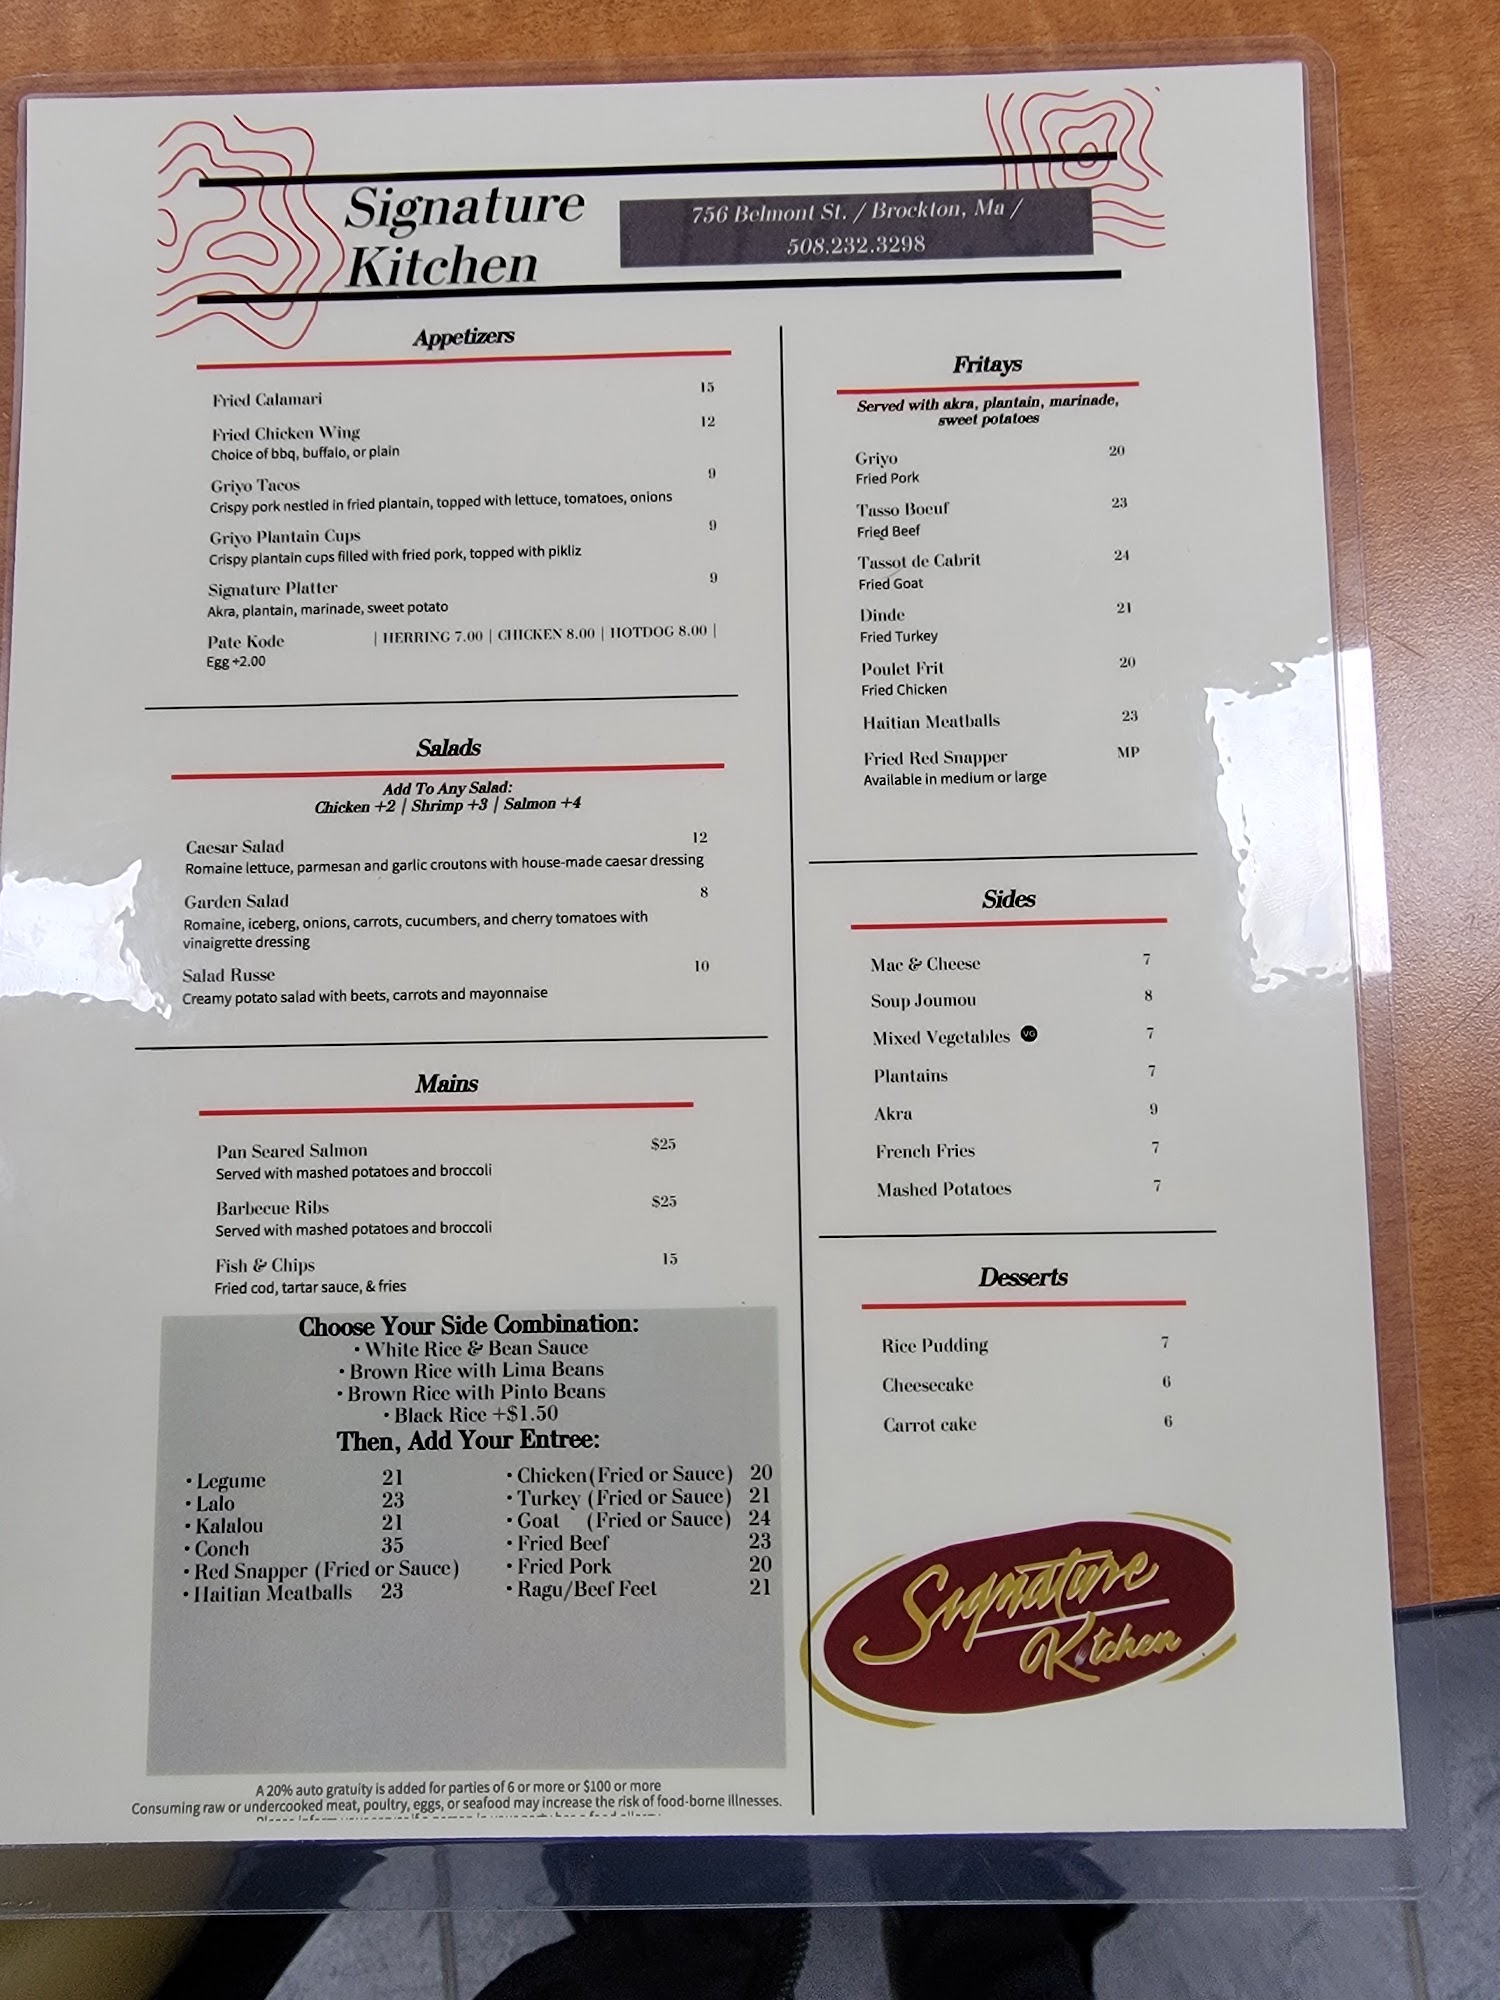 Signature
Kitchen
756 Belmont St. / Brockton, Ma /
508.232.3298
Appetizers
Fried Calamari 15
Fried Chicken Wing 12
Choice of bbq, buffalo, or plain
Griyo Tacos 9
Crispy pork nestled in fried plantain, topped with lettuce, tomatoes, onions
Griyo Plantain Cups 9
Crispy plantain cups filled with fried pork, topped with pikliz
Signature Platter 9
Akra, plantain, marinade, sweet potato
Pate Kode | HERRING 7.00 | CHICKEN 8.00 | HOTDOG 8.00 |
Egg +2.00
Salads
Add To Any Salad:
Chicken +2 | Shrimp +3 | Salmon +4
Caesar Salad 12
Romaine lettuce, parmesan and garlic croutons with house-made caesar dressing
Garden Salad 8
Romaine, iceberg, onions, carrots, cucumbers, and cherry tomatoes with
vinaigrette dressing
Salad Russe 10
Creamy potato salad with beets, carrots and mayonnaise
Mains
Pan Seared Salmon $25
Served with mashed potatoes and broccoli
Barbecue Ribs $25
Served with mashed potatoes and broccoli
Fish & Chips 15
Fried cod, tartar sauce, & fries
Choose Your Side Combination:
• White Rice & Bean Sauce
• Brown Rice with Lima Beans
• Brown Rice with Pinto Beans
• Black Rice +$1.50
Then, Add Your Entree:
• Legume 21
• Lalo 23
• Kalalou 21
• Conch 35
• Red Snapper (Fried or Sauce)
• Haitian Meatballs 23
• Chicken (Fried or Sauce) 20
• Turkey (Fried or Sauce) 21
• Goat (Fried or Sauce) 24
• Fried Beef 23
• Fried Pork 20
• Ragu/Beef Feet 21
A 20% auto gratuity is added for parties of 6 or more or $100 or more
Consuming raw or undercooked meat, poultry, eggs, or seafood may increase the risk of food-borne illnesses.
Fritays
Served with akra, plantain, marinade,
sweet potatoes
Griyo 20
Fried Pork
Tasso Boeuf 23
Fried Beef
Tassot de Cabrit 24
Fried Goat
Dinde 21
Fried Turkey
Poulet Frit 20
Fried Chicken
Haitian Meatballs 23
Fried Red Snapper MP
Available in medium or large
Sides
Mac & Cheese 7
Soup Joumou 8
Mixed Vegetables VG 7
Plantains 7
Akra 9
French Fries 7
Mashed Potatoes 7
Desserts
Rice Pudding 7
Cheesecake 6
Carrot cake 6
Signature
Kitchen